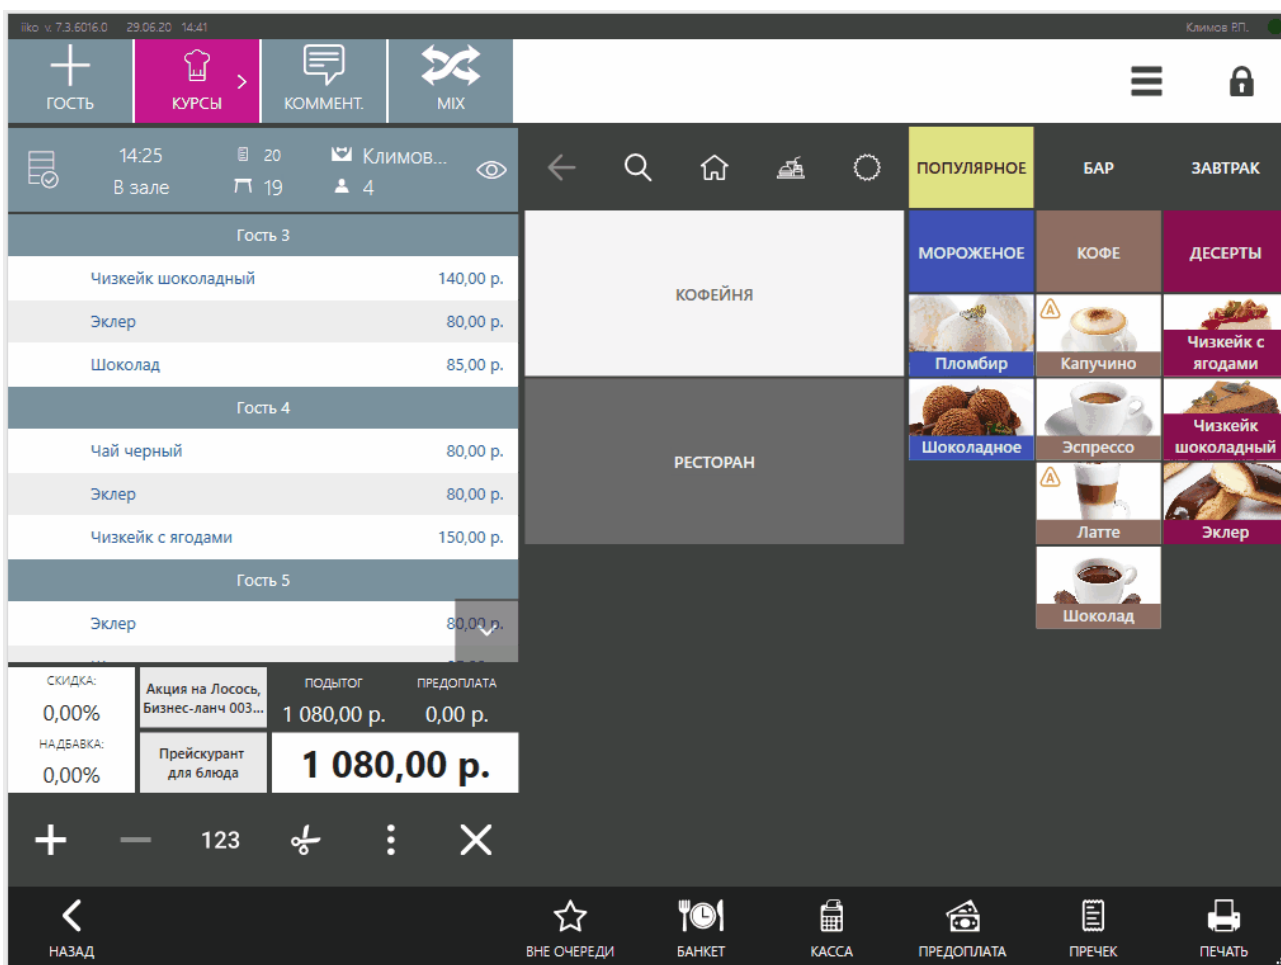 iiko v. 7.3.6016.0 29.06.20 14:41 Климов Р.П.
ГОСТЬ КУРСЫ КОММЕНТ. MIX
14:25 20 Климов...
В зале 19 4
ПОПУЛЯРНОЕ БАР ЗАВТРАК
Гость 3
Чизкейк шоколадный 140,00 р.
Эклер 80,00 р.
Шоколад 85,00 р.
Гость 4
Чай черный 80,00 р.
Эклер 80,00 р.
Чизкейк с ягодами 150,00 р.
Гость 5
Эклер 80,00 р.
СКИДКА:
0,00%
НАДБАВКА:
0,00%
Акция на Лосось,
Бизнес-ланч 003...
Прейскурант
для блюда
ПОДЫТОГ ПРЕДОПЛАТА
1 080,00 р. 0,00 р.
1 080,00 р.
123
КОФЕЙНЯ
РЕСТОРАН
МОРОЖЕНОЕ КОФЕ ДЕСЕРТЫ
Пломбир
Капучино
Чизкейк с
ягодами
Шоколадное
Эспрессо
Чизкейк
шоколадный
Латте
Эклер
Шоколад
НАЗАД ВНЕ ОЧЕРЕДИ БАНКЕТ КАССА ПРЕДОПЛАТА ПРЕЧЕК ПЕЧАТЬ